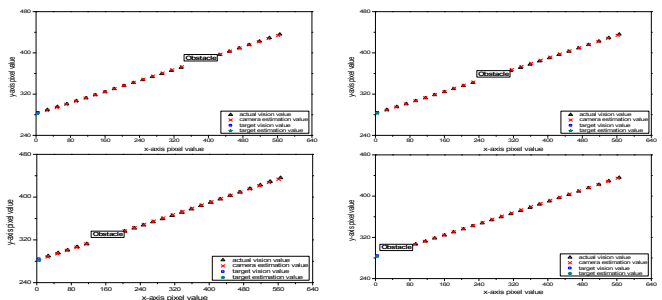 480
400
320
240
y-axis pixel value
Obstacle
actual vision value
camera estimation value
target vision value
target estimation value
0 80 160 240 320 400 480 560 640
x-axis pixel value
480
400
320
240
y-axis pixel value
Obstacle
actual vision value
camera estimation value
target vision value
target estimation value
0 80 160 240 320 400 480 560 640
x-axis pixel value
480
400
320
240
y-axis pixel value
Obstacle
actual vision value
camera estimation value
target vision value
target estimation value
0 80 160 240 320 400 480 560 640
x-axis pixel value
480
400
320
240
y-axis pixel value
Obstacle
actual vision value
camera estimation value
target vision value
target estimation value
0 80 160 240 320 400 480 560 640
x-axis pixel value